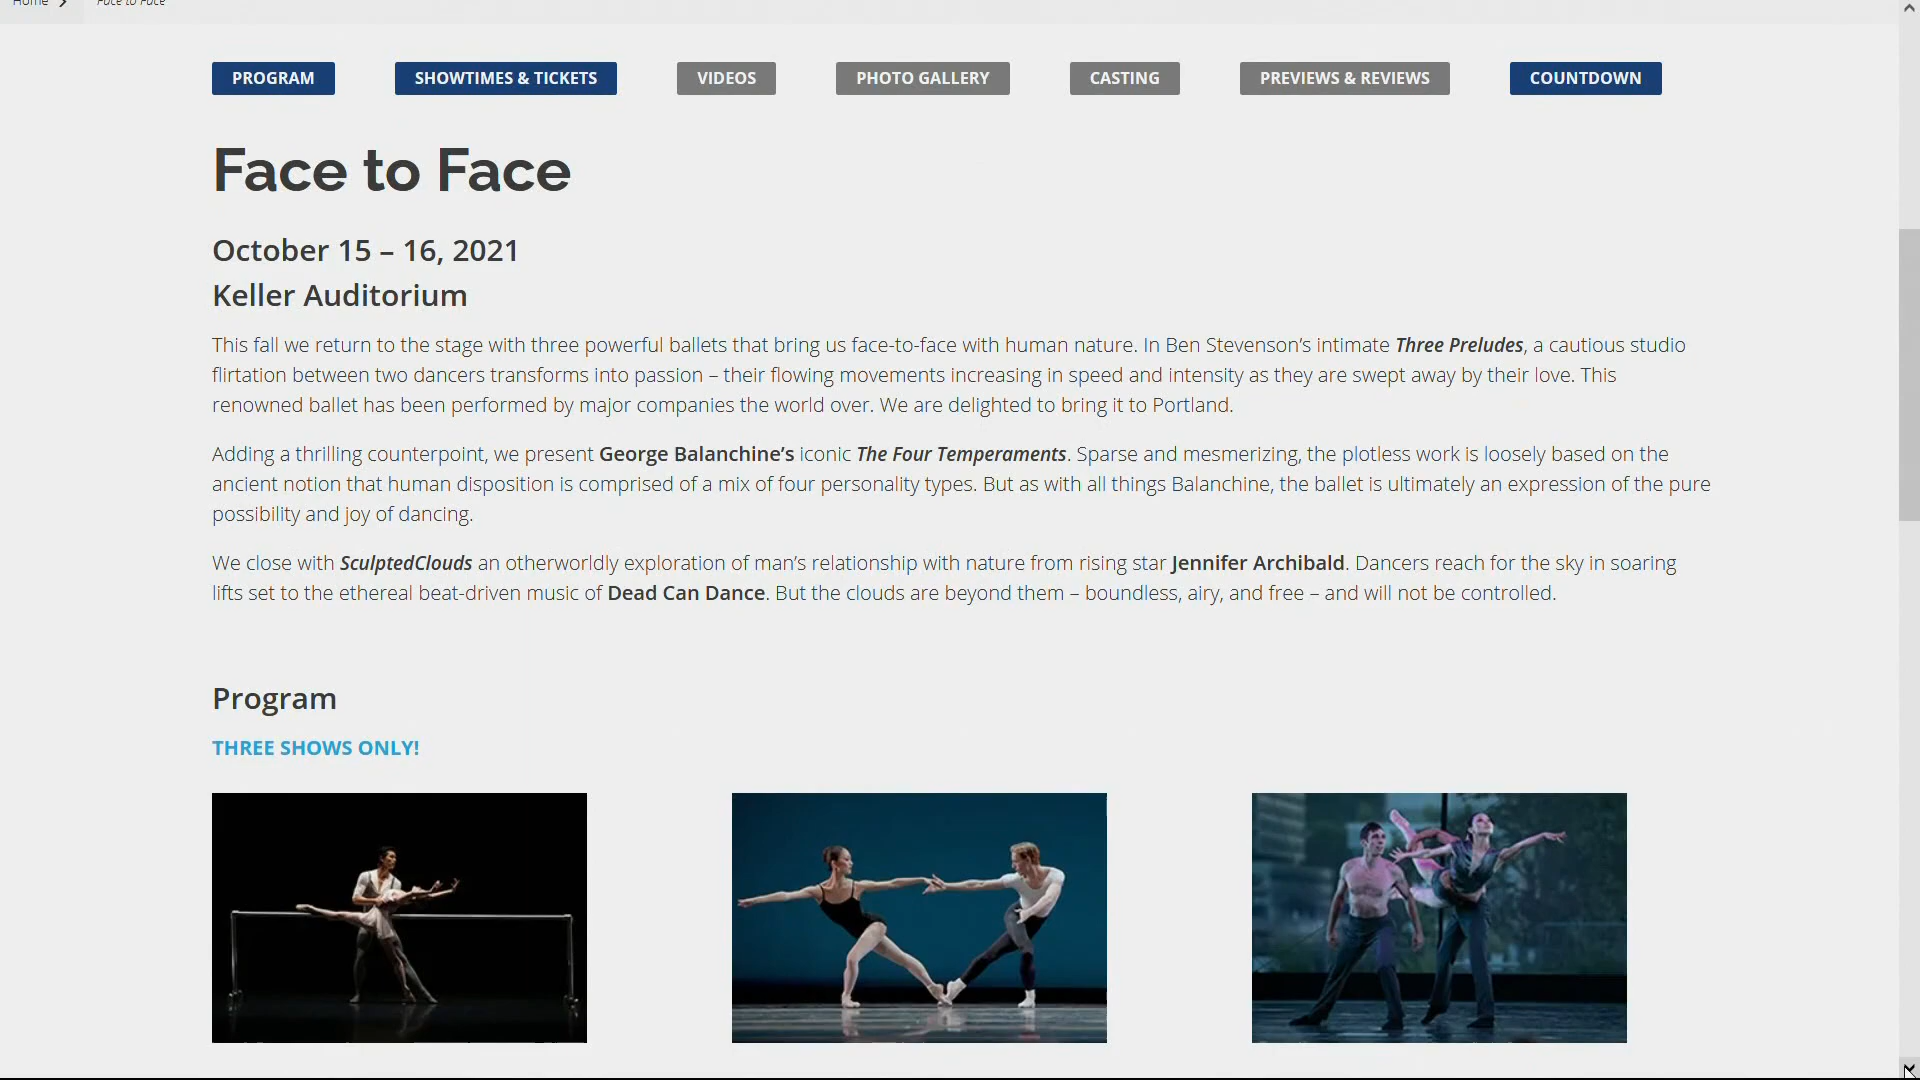 Home > Face to Face
PROGRAM SHOWTIMES & TICKETS VIDEOS PHOTO GALLERY CASTING PREVIEWS & REVIEWS COUNTDOWN
Face to Face
October 15 – 16, 2021
Keller Auditorium
This fall we return to the stage with three powerful ballets that bring us face-to-face with human nature. In Ben Stevenson’s intimate Three Preludes, a cautious studio
flirtation between two dancers transforms into passion – their flowing movements increasing in speed and intensity as they are swept away by their love. This
renowned ballet has been performed by major companies the world over. We are delighted to bring it to Portland.
Adding a thrilling counterpoint, we present George Balanchine’s iconic The Four Temperaments. Sparse and mesmerizing, the plotless work is loosely based on the
ancient notion that human disposition is comprised of a mix of four personality types. But as with all things Balanchine, the ballet is ultimately an expression of the pure
possibility and joy of dancing.
We close with SculptedClouds an otherworldly exploration of man’s relationship with nature from rising star Jennifer Archibald. Dancers reach for the sky in soaring
lifts set to the ethereal beat-driven music of Dead Can Dance. But the clouds are beyond them – boundless, airy, and free – and will not be controlled.
Program
THREE SHOWS ONLY!